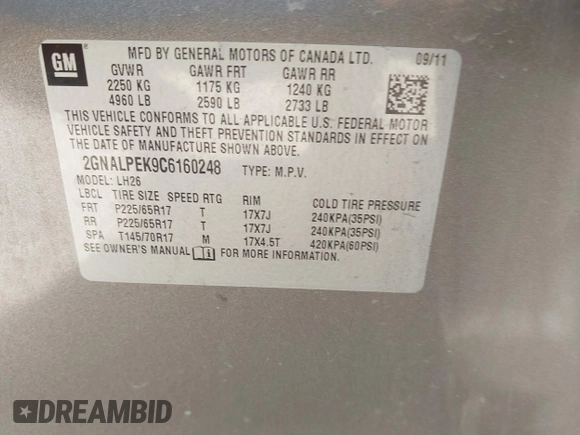 GM
MFD BY GENERAL MOTORS OF CANADA LTD. 09/11
GVWR GAWR FRT GAWR RR
2250 KG 1175 KG 1240 KG
4960 LB 2590 LB 2733 LB
THIS VEHICLE CONFORMS TO ALL APPLICABLE U.S. FEDERAL MOTOR
VEHICLE SAFETY AND THEFT PREVENTION STANDARDS IN EFFECT ON
THE DATE OF MANUFACTURE SHOWN ABOVE.
2GNALPEK9C6160248 TYPE: M.P.V.
MODEL: LH26
LBCL TIRE SIZE SPEED RTG RIM COLD TIRE PRESSURE
FRT P225/65R17 T 17X7J 240KPA(35PSI)
RR P225/65R17 T 17X7J 240KPA(35PSI)
SPA T145/70R17 M 17X4.5T 420KPA(60PSI)
SEE OWNER'S MANUAL FOR MORE INFORMATION
DREAMBID